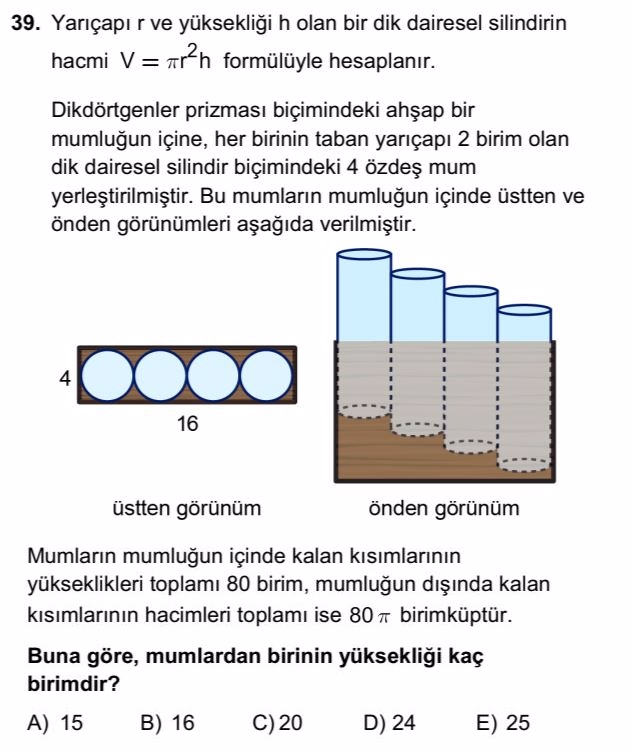 39. Yarıçapı r ve yüksekliği h olan bir dik dairesel silindirin
hacmi V = πr²h formülüyle hesaplanır.
Dikdörtgenler prizması biçimindeki ahşap bir
mumluğun içine, her birinin taban yarıçapı 2 birim olan
dik dairesel silindir biçimindeki 4 özdeş mum
yerleştirilmiştir. Bu mumların mumluğun içinde üstten ve
önden görünümleri aşağıda verilmiştir.
4
16
üstten görünüm
önden görünüm
Mumların mumluğun içinde kalan kısımlarının
yükseklikleri toplamı 80 birim, mumluğun dışında kalan
kısımlarının hacimleri toplamı ise 80 π birimküptür.
Buna göre, mumlardan birinin yüksekliği kaç
birimdir?
A) 15 B) 16 C) 20 D) 24 E) 25